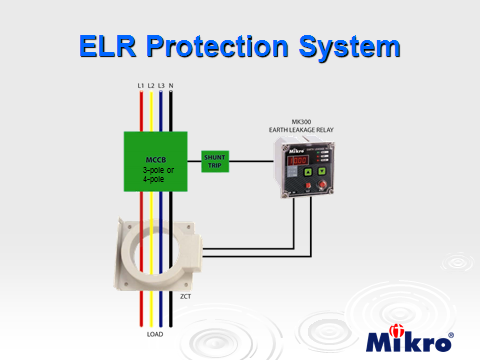 ELR Protection System
L1 L2 L3 N
MK300
EARTH LEAKAGE RELAY
MCCB
3-pole or
4-pole
SHUNT
TRIP
Mikro
ZCT
LOAD
Mikro®